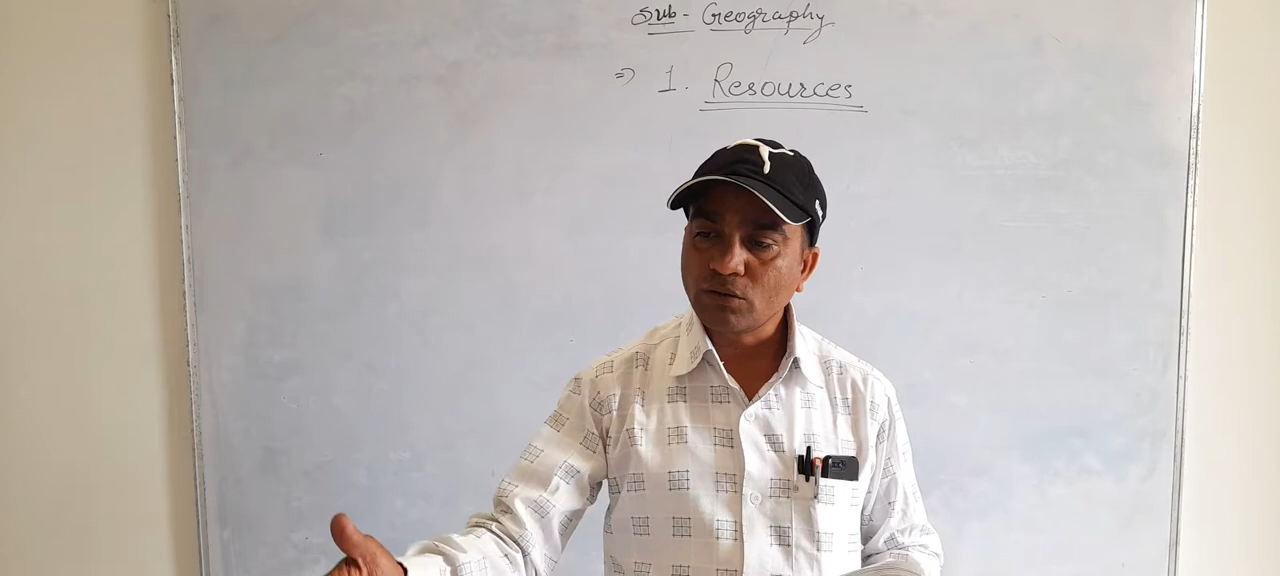 Sub - Geography
⇒ 1. Resources